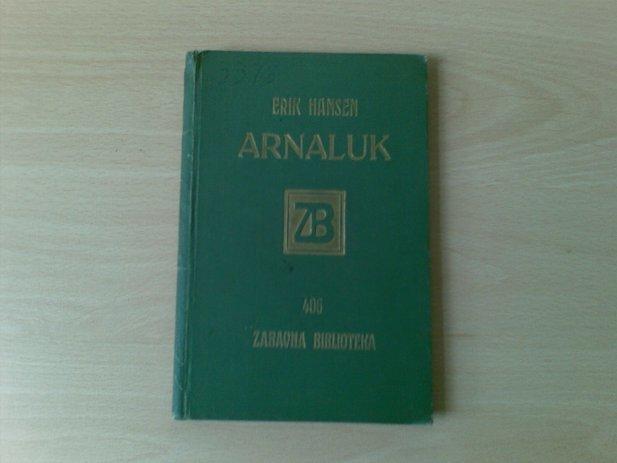 ERIK HANSEN
ARNALUK
ZB
406
ZABAVNA BIBLIOTEKA